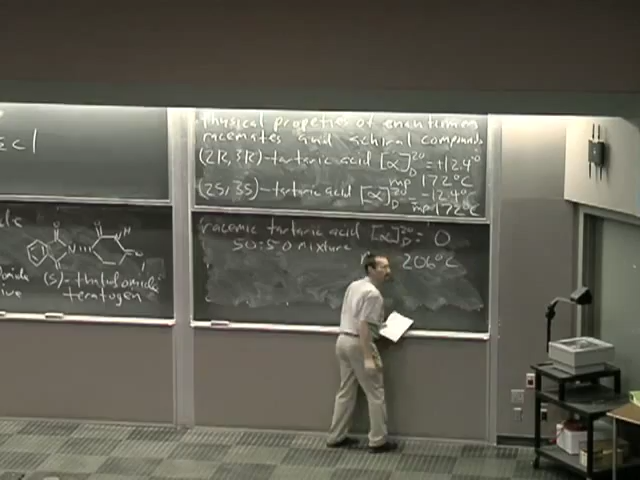 ecl
(S)-thalidomide
teratogen
Physical properties of enantiomers
racemates and achiral compounds
(2R,3R)-tartaric acid [α]D20 = +12.4°
mp 172°C
(2S,3S)-tartaric acid [α]D20 = -12.4°C
mp=172°C
racemic tartaric acid [α]D20 = 0
50:50 mixture
206°C